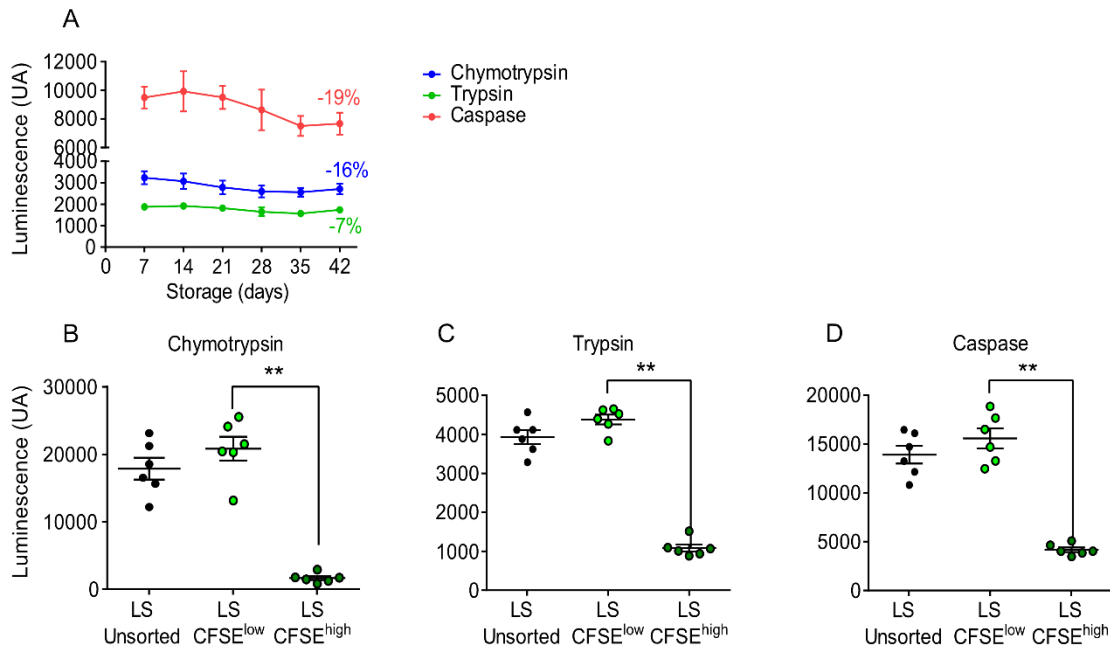 A
Luminescence (UA)
12000
10000
8000
6000
4000
3000
2000
1000
0
-19%
-16%
-7%
0 7 14 21 28 35 42
Storage (days)
Chymotrypsin
Trypsin
Caspase
B
Chymotrypsin
**
Luminescence (UA)
30000
20000
10000
0
LS LS LS
Unsorted CFSElow CFSEhigh
C
Trypsin
**
5000
4000
3000
2000
1000
0
LS LS LS
Unsorted CFSElow CFSEhigh
D
Caspase
**
20000
15000
10000
5000
0
LS LS LS
Unsorted CFSElow CFSEhigh